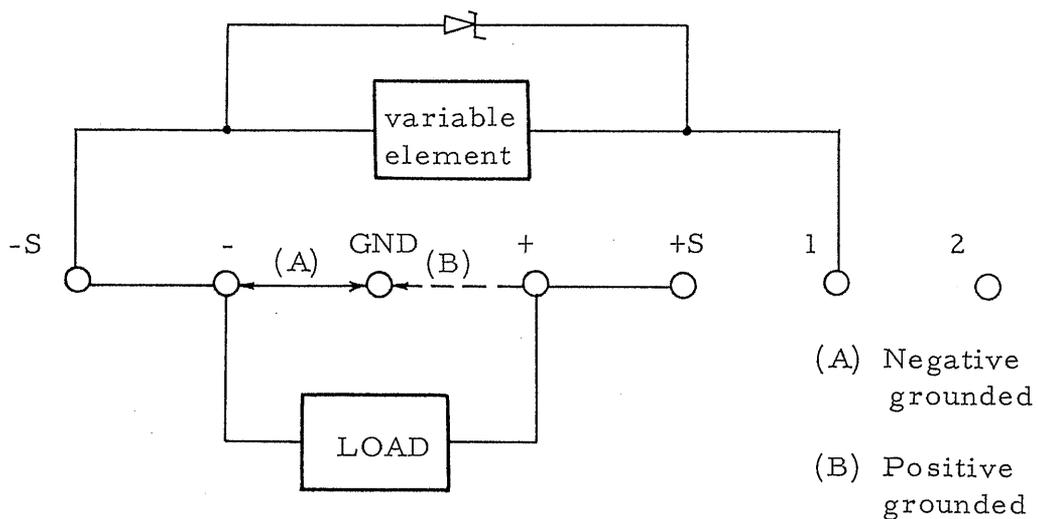 variable
element
-S
-
GND
+
+S
1
2
(A)
(B)
LOAD
(A) Negative
grounded
(B) Positive
grounded